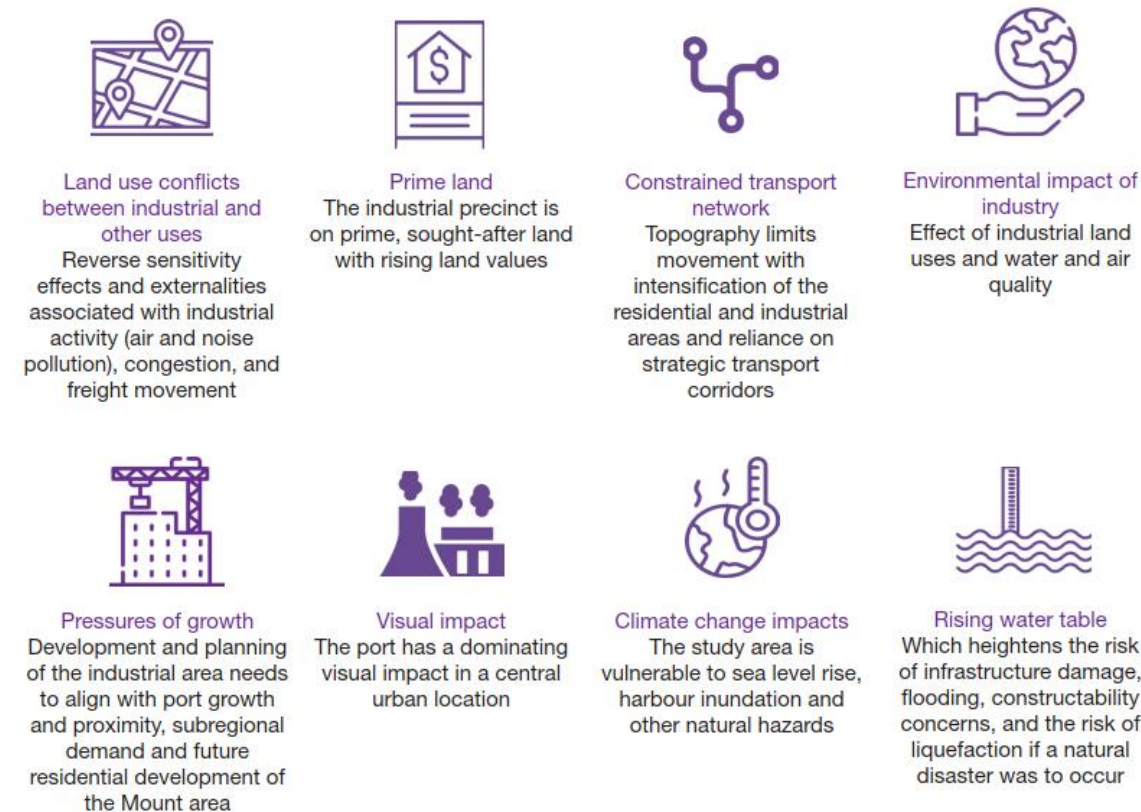 $
Land use conflicts
between industrial and
other uses
Reverse sensitivity
effects and externalities
associated with industrial
activity (air and noise
pollution), congestion, and
freight movement
Prime land
The industrial precinct is
on prime, sought-after land
with rising land values
Constrained transport
network
Topography limits
movement with
intensification of the
residential and industrial
areas and reliance on
strategic transport
corridors
Environmental impact of
industry
Effect of industrial land
uses and water and air
quality
Pressures of growth
Development and planning
of the industrial area needs
to align with port growth
and proximity, subregional
demand and future
residential development of
the Mount area
Visual impact
The port has a dominating
visual impact in a central
urban location
Climate change impacts
The study area is
vulnerable to sea level rise,
harbour inundation and
other natural hazards
Rising water table
Which heightens the risk
of infrastructure damage,
flooding, constructability
concerns, and the risk of
liquefaction if a natural
disaster was to occur